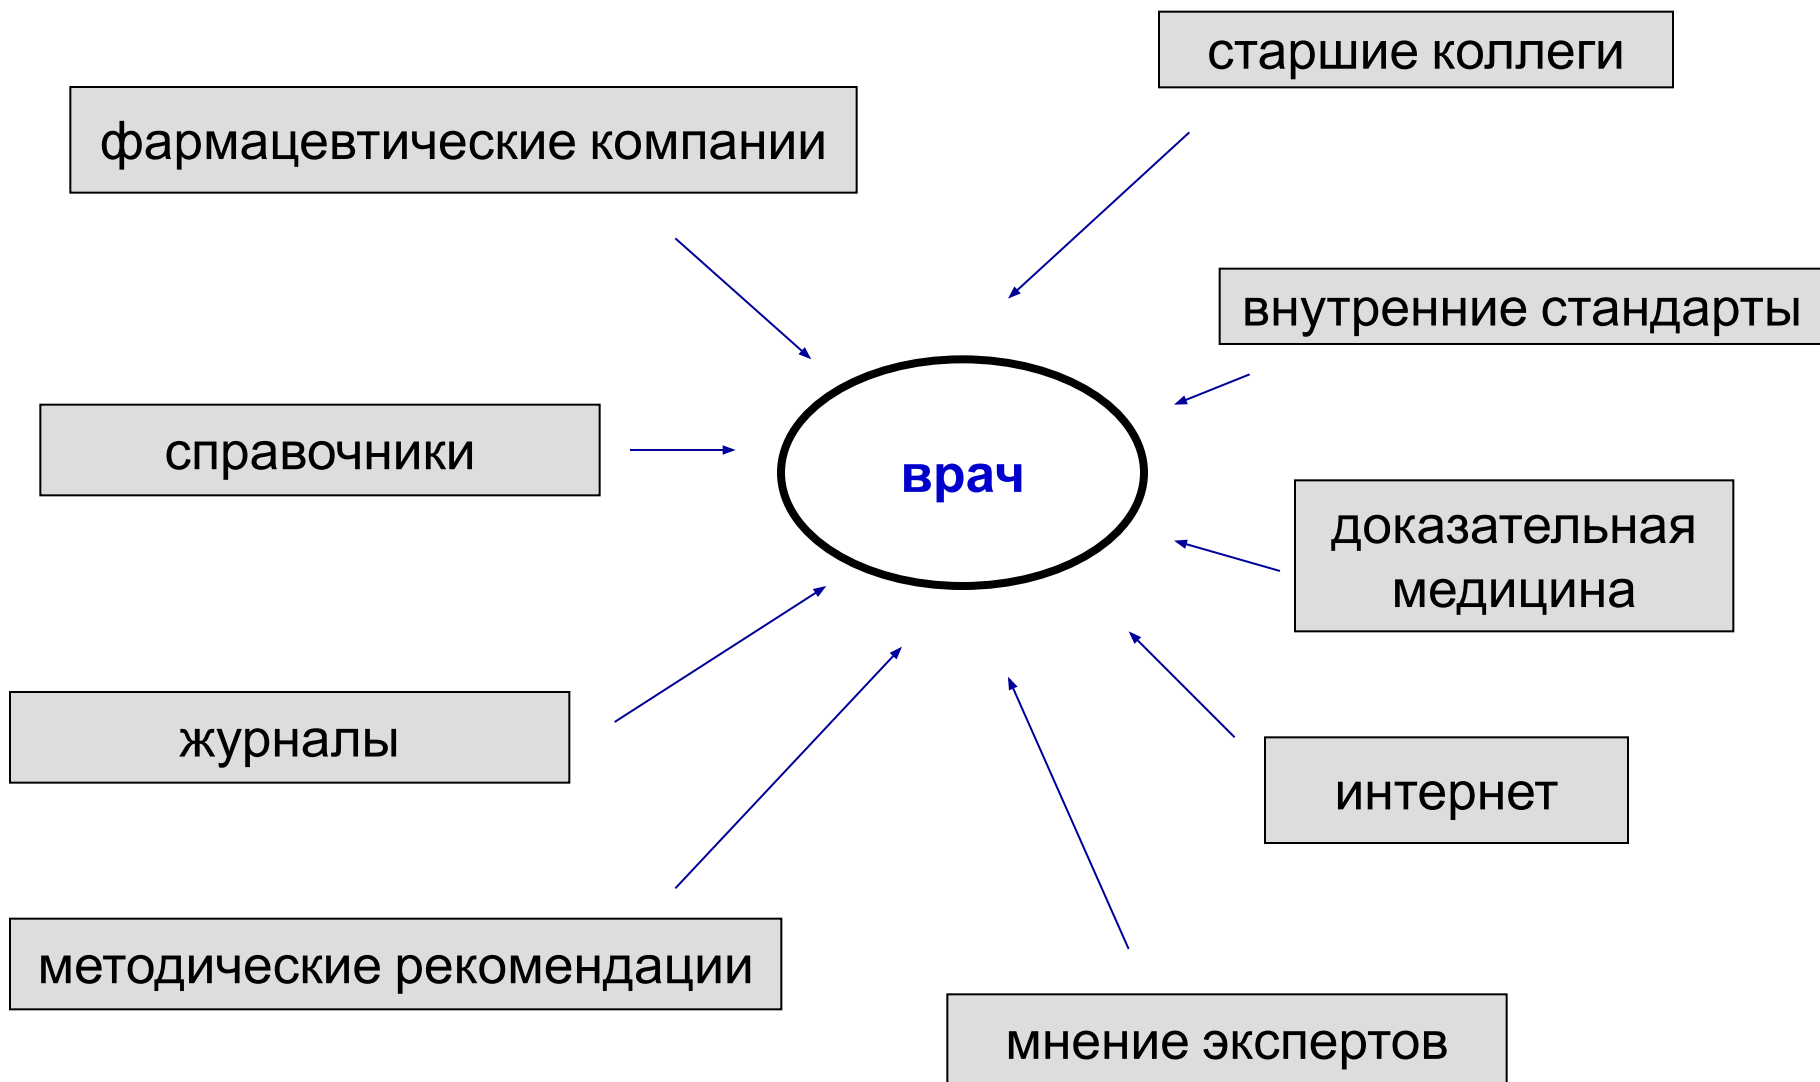 старшие коллеги
фармацевтические компании
внутренние стандарты
справочники
врач
доказательная
медицина
журналы
интернет
методические рекомендации
мнение экспертов